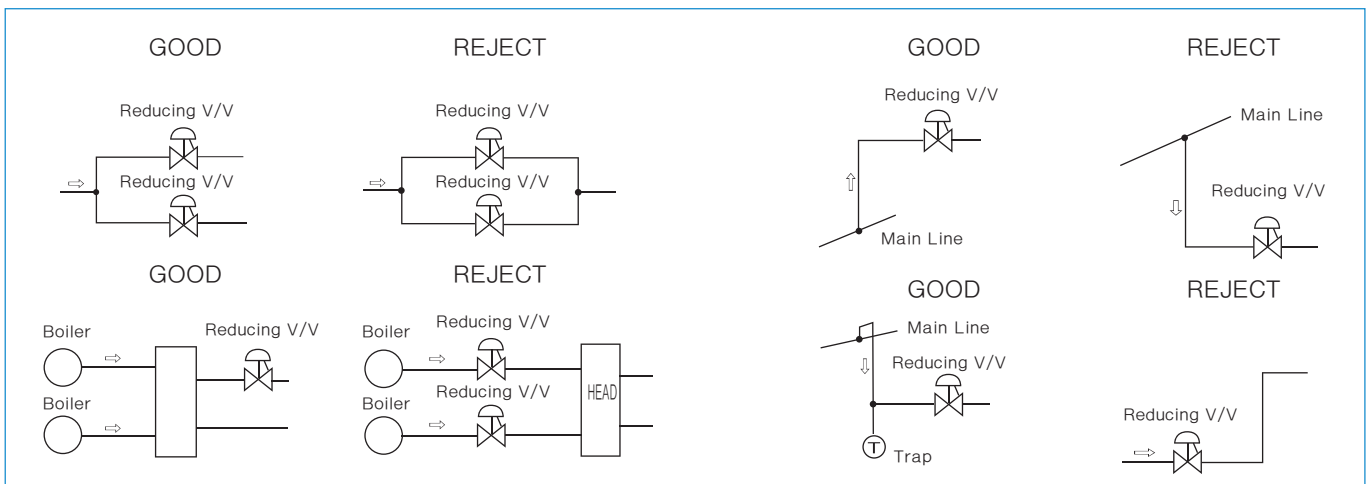 GOOD
REJECT
Reducing V/V
Reducing V/V
Reducing V/V
Reducing V/V
GOOD
REJECT
Boiler
Reducing V/V
Boiler
Boiler
Reducing V/V
Boiler
Reducing V/V
HEAD
GOOD
REJECT
Reducing V/V
Main Line
Main Line
Reducing V/V
GOOD
REJECT
Main Line
Reducing V/V
T
Trap
Reducing V/V